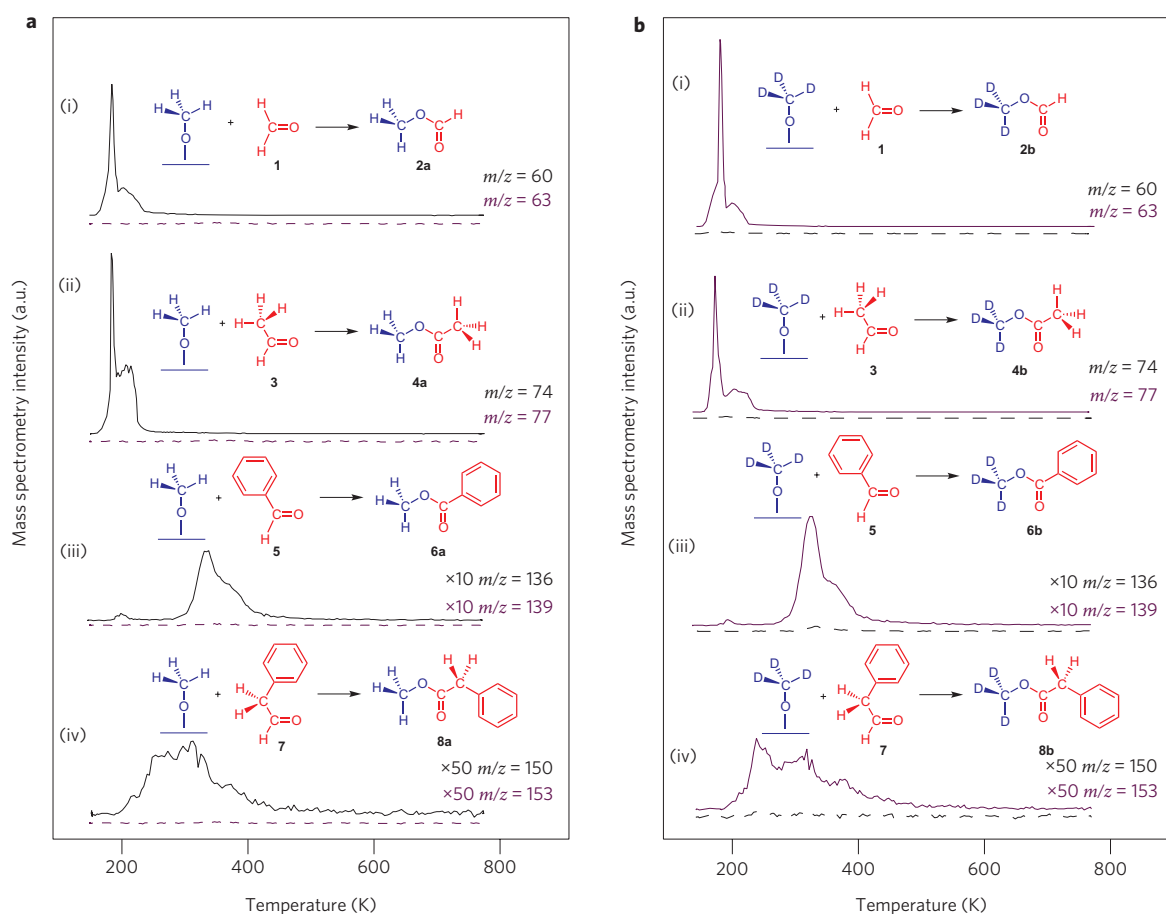 a
Mass spectrometry intensity (a.u.)
(i)
H
H
H
C
O
+
H
C
O
H
1
H
H
C
H
O
C
H
O
2a
m/z = 60
m/z = 63
(ii)
H
H
H
C
O
+
H
H
C
H
C
O
H
3
H
H
C
H
O
C
O
C
H
H
H
4a
m/z = 74
m/z = 77
(iii)
H
H
H
C
O
+
C
O
H
5
H
H
C
H
O
C
O
6a
×10 m/z = 136
×10 m/z = 139
(iv)
H
H
H
C
O
+
H
C
H
C
O
H
7
H
H
C
H
O
C
O
C
H
H
8a
×50 m/z = 150
×50 m/z = 153
200
400
600
800
Temperature (K)
b
Mass spectrometry intensity (a.u.)
(i)
D
D
D
C
O
+
H
C
O
H
1
D
D
C
D
O
C
H
O
2b
m/z = 60
m/z = 63
(ii)
D
D
D
C
O
+
H
H
C
H
C
O
H
3
D
D
C
D
O
C
O
C
H
H
H
4b
m/z = 74
m/z = 77
(iii)
D
D
D
C
O
+
C
O
H
5
D
D
C
D
O
C
O
6b
×10 m/z = 136
×10 m/z = 139
(iv)
D
D
D
C
O
+
H
C
H
C
O
H
7
D
D
C
D
O
C
O
C
H
H
8b
×50 m/z = 150
×50 m/z = 153
200
400
600
800
Temperature (K)